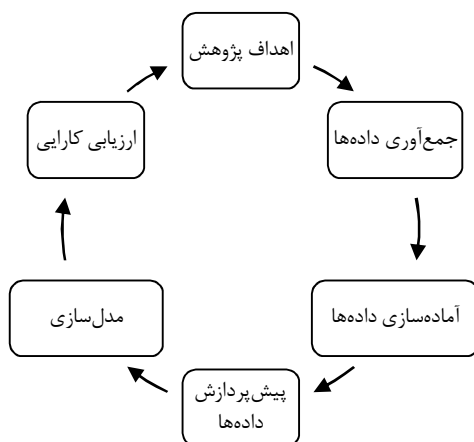 اهداف پژوهش
جمع‌آوری داده‌ها
آماده‌سازی داده‌ها
پیش‌پردازش
داده‌ها
مدل‌سازی
ارزیابی کارایی